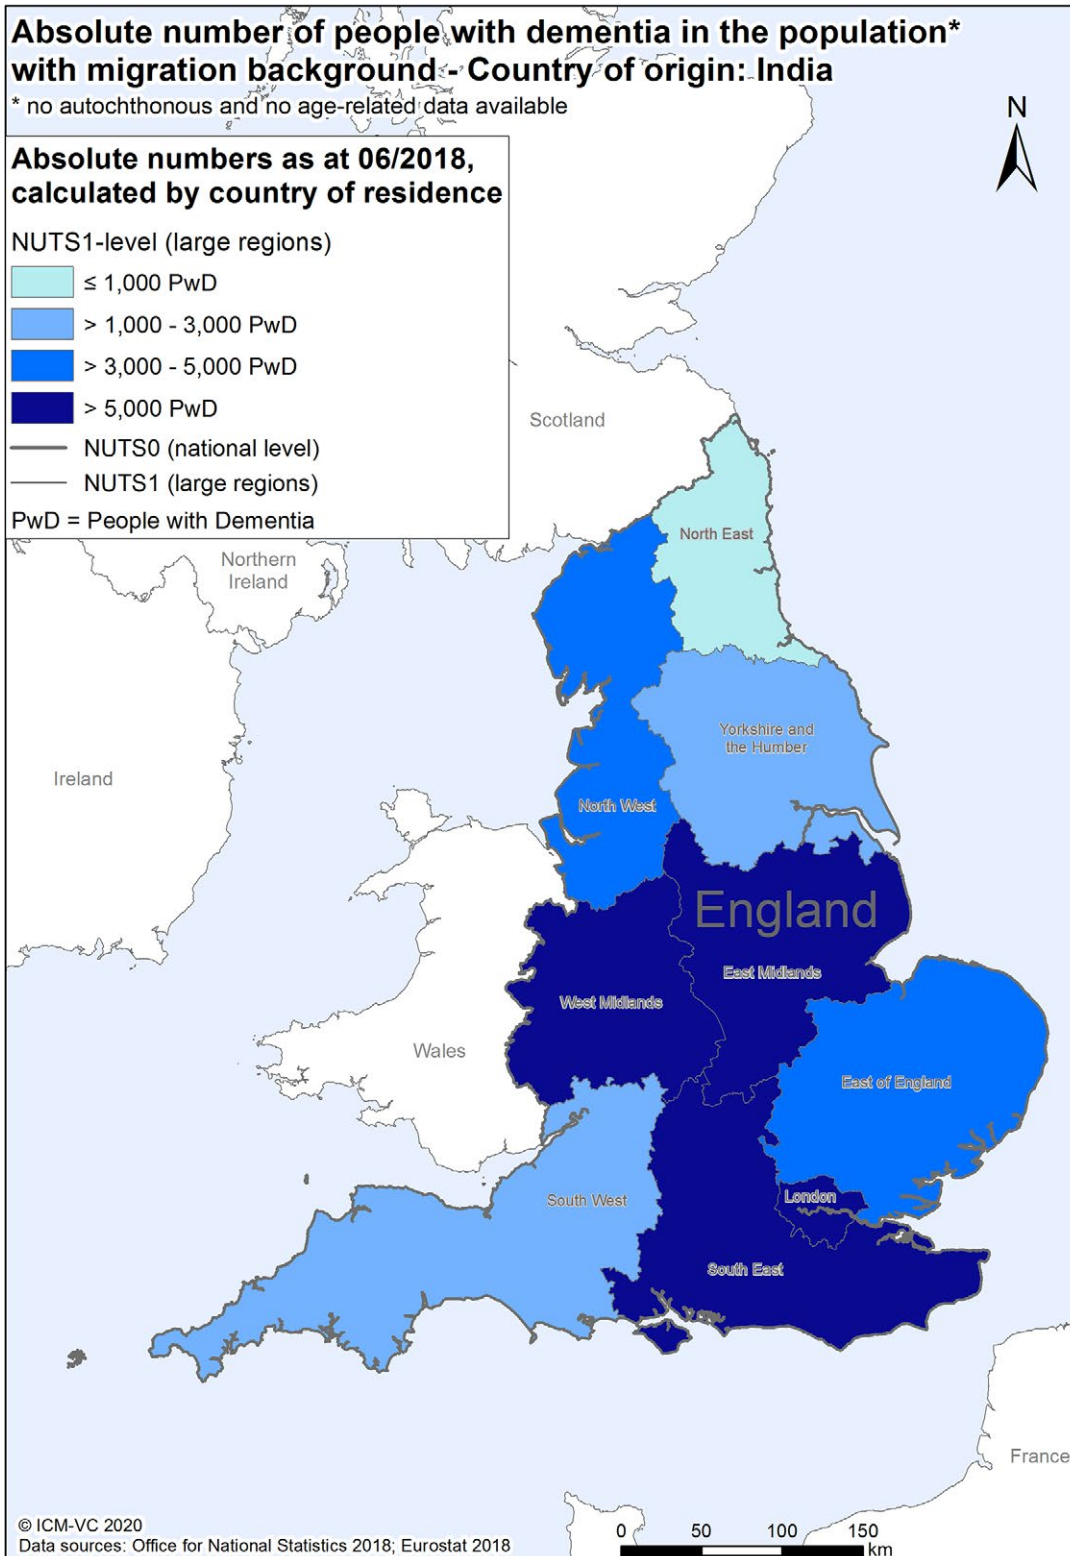 Absolute number of people with dementia in the population*
with migration background - Country of origin: India
* no autochthonous and no age-related data available
N
Absolute numbers as at 06/2018,
calculated by country of residence
NUTS1-level (large regions)
≤ 1,000 PwD
> 1,000 - 3,000 PwD
> 3,000 - 5,000 PwD
> 5,000 PwD
NUTS0 (national level)
NUTS1 (large regions)
PwD = People with Dementia
Scotland
North East
Northern
Ireland
Yorkshire and
the Humber
Ireland
North West
England
East Midlands
West Midlands
Wales
East of England
London
South West
South East
France
© ICM-VC 2020
Data sources: Office for National Statistics 2018; Eurostat 2018
0 50 100 150
km